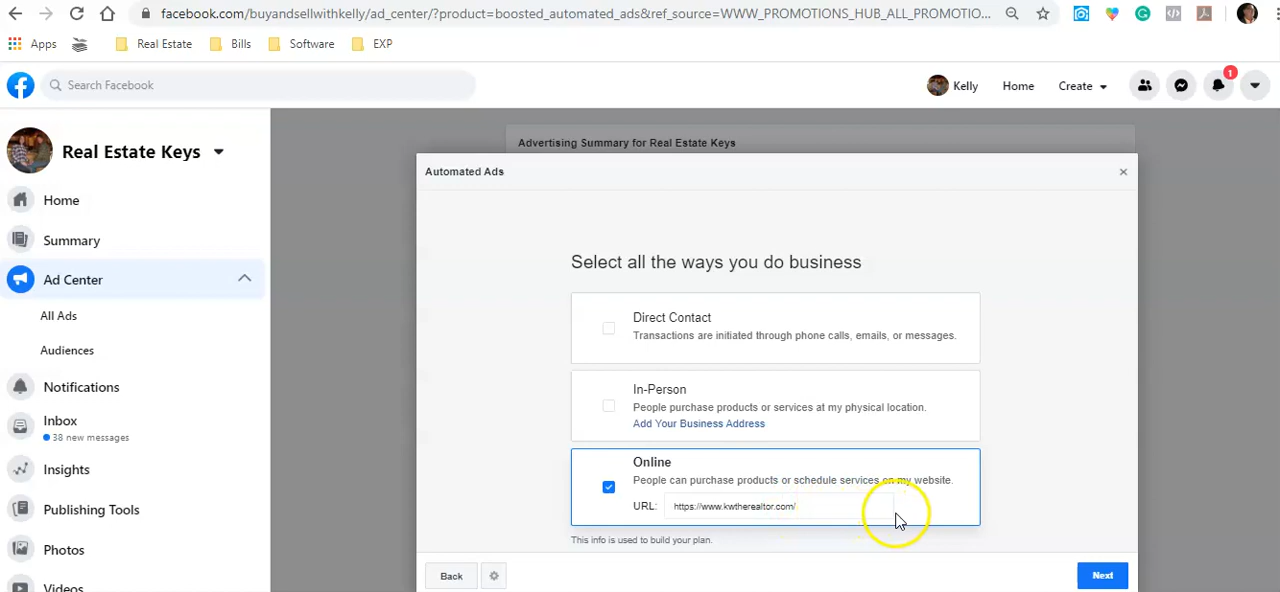 facebook.com/buyandsellwithkelly/ad_center/?product=boosted_automated_ads&ref_source=WWW_PROMOTIONS_HUB_ALL_PROMOTIO...
Apps
Real Estate
Bills
Software
EXP
Search Facebook
Kelly
Home
Create
1
Real Estate Keys
Home
Summary
Ad Center
All Ads
Audiences
Notifications
Inbox
38 new messages
Insights
Publishing Tools
Photos
Videos
Advertising Summary for Real Estate Keys
Automated Ads
Select all the ways you do business
Direct Contact
Transactions are initiated through phone calls, emails, or messages.
In-Person
People purchase products or services at my physical location.
Add Your Business Address
Online
People can purchase products or schedule services on my website.
URL: https://www.kwtherealtor.com/
This info is used to build your plan.
Back
Next